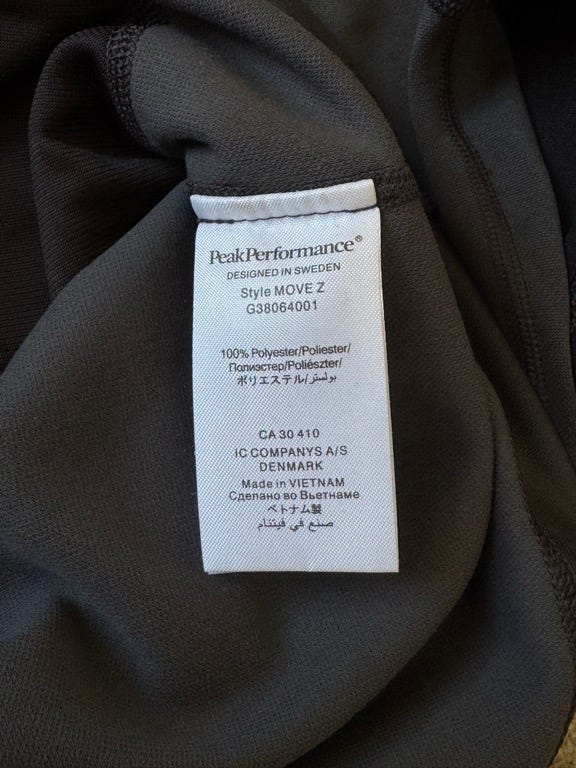 PeakPerformance®
DESIGNED IN SWEDEN
Style MOVE Z
G38064001
100% Polyester/Poliester/
Полиэстер/Poliészter/
ポリエステル/بولستر
CA 30 410
IC COMPANYS A/S
DENMARK
Made in VIETNAM
Сделано во Вьетнаме
ベトナム製
صنع في فيتنام